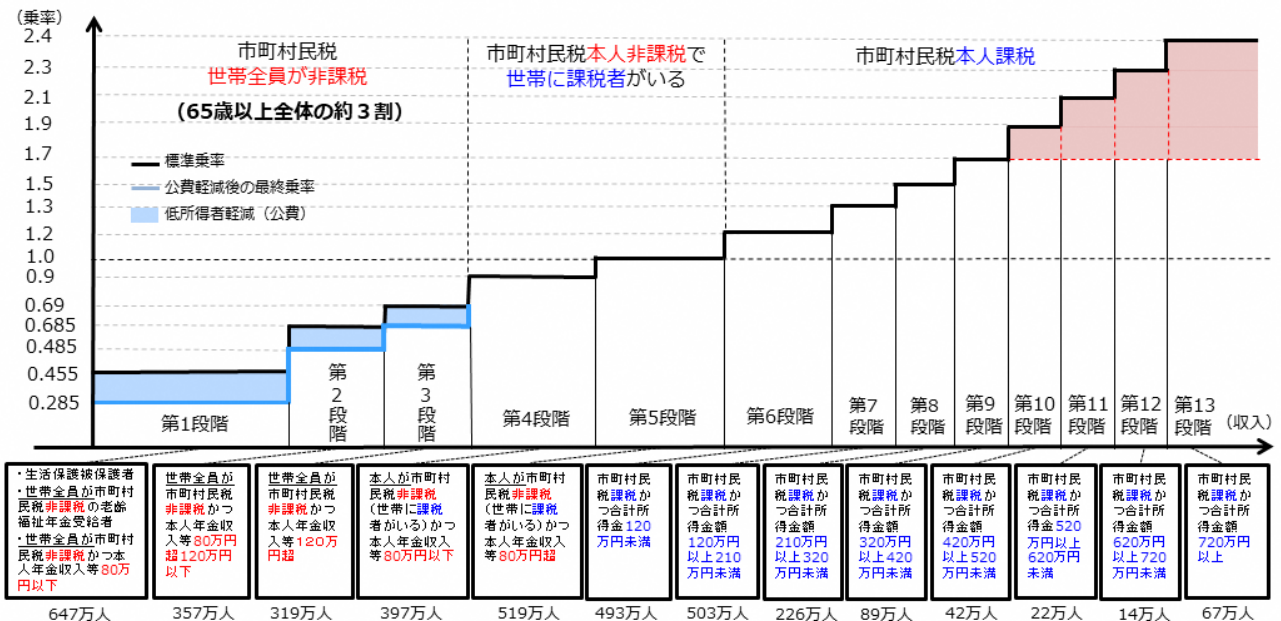 （乗率）
2.4
2.3
2.1
1.9
1.7
1.5
1.3
1.2
1.0
0.9
0.69
0.685
0.485
0.455
0.285
市町村民税
世帯全員が非課税
（65歳以上全体の約３割）
市町村民税本人非課税で
世帯に課税者がいる
市町村民税本人課税
標準乗率
公費軽減後の最終乗率
低所得者軽減（公費）
第1段階
第
2
段
階
第
3
段
階
第4段階
第5段階
第6段階
第7
段階
第8
段階
第9
段階
第10
段階
第11
段階
第12
段階
第13
段階
（収入）
・生活保護被保護者
・世帯全員が市町村
民税非課税の老齢
福祉年金受給者
・世帯全員が市町村
民税非課税かつ本
人年金収入等80万
円以下
世帯全員が
市町村民税
非課税かつ
本人年金収
入等80万円
超120万円
以下
世帯全員が
市町村民税
非課税かつ
本人年金収
入等120万
円超
本人が市町村
民税非課税
(世帯に課税
者がいる)かつ
本人年金収入
等80万円以下
本人が市町村
民税非課税
(世帯に課税
者がいる)かつ
本人年金収入
等80万円超
市町村民
税課税か
つ合計所
得金120
万円未満
市町村民
税課税か
つ合計所
得金額
120万円
以上210
万円未満
市町村民
税課税か
つ合計所
得金額
210万円
以上320
万円未満
市町村民
税課税か
つ合計所
得金額
320万円
以上420
万円未満
市町村民
税課税か
つ合計所
得金額
420万円
以上520
万円未満
市町村民
税課税か
つ合計所
得金520
万円以上
620万円
未満
市町村民
税課税か
つ合計所
得金額
620万円
以上720
万円未満
市町村民
税課税か
つ合計所
得金額
720万円
以上
647万人
357万人
319万人
397万人
519万人
493万人
503万人
226万人
89万人
42万人
22万人
14万人
67万人